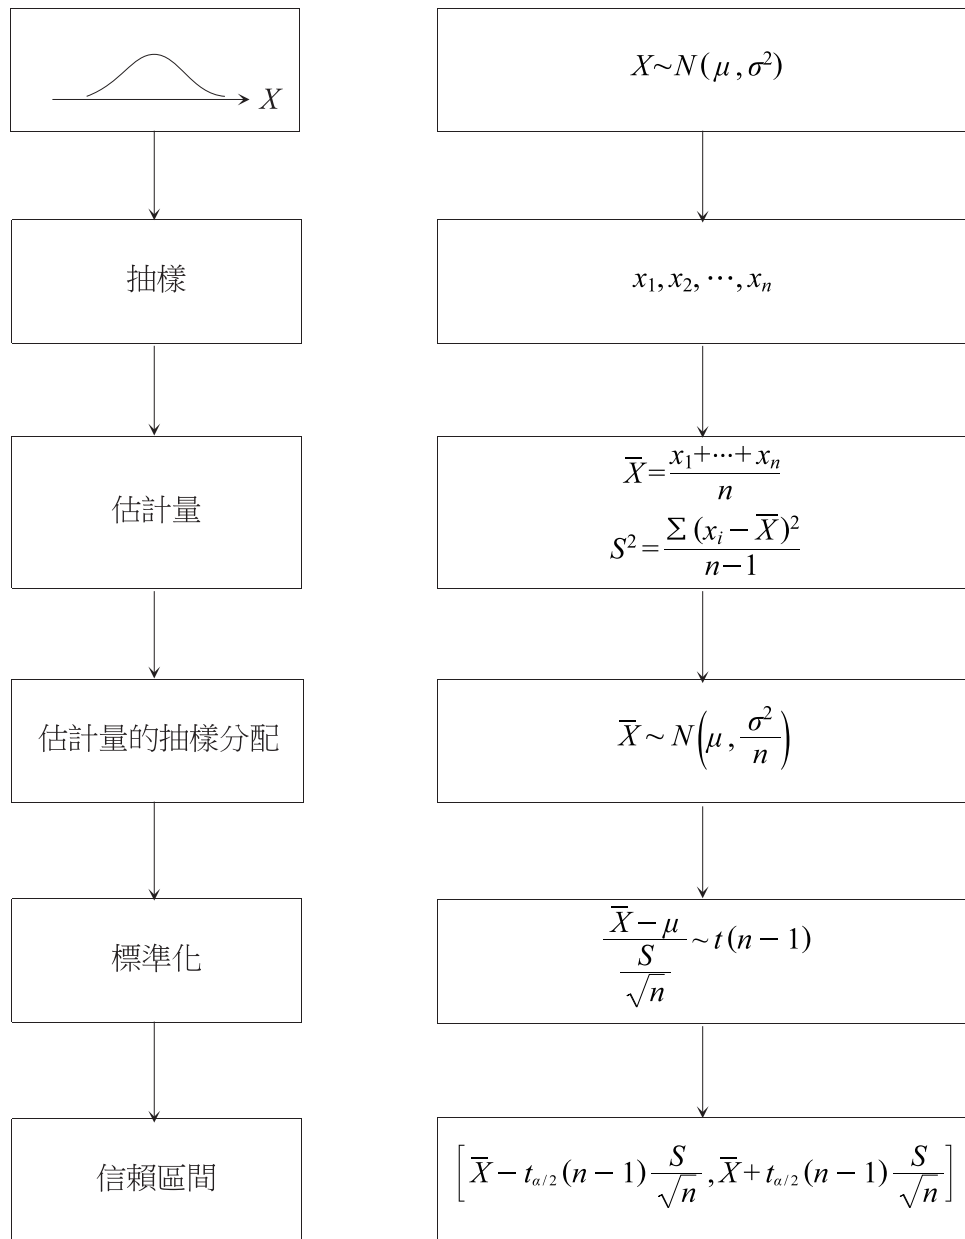 X
X~N(μ,σ²)
抽樣
x₁, x₂, ⋯, xₙ
估計量
X̄ = (x₁+⋯+xₙ)/n
S² = Σ(xᵢ − X̄)²/(n−1)
估計量的抽樣分配
X̄ ~ N(μ, σ²/n)
標準化
(X̄ − μ)/(S/√n) ~ t(n − 1)
信賴區間
[X̄ − t_{α/2}(n − 1) S/√n, X̄ + t_{α/2}(n − 1) S/√n]